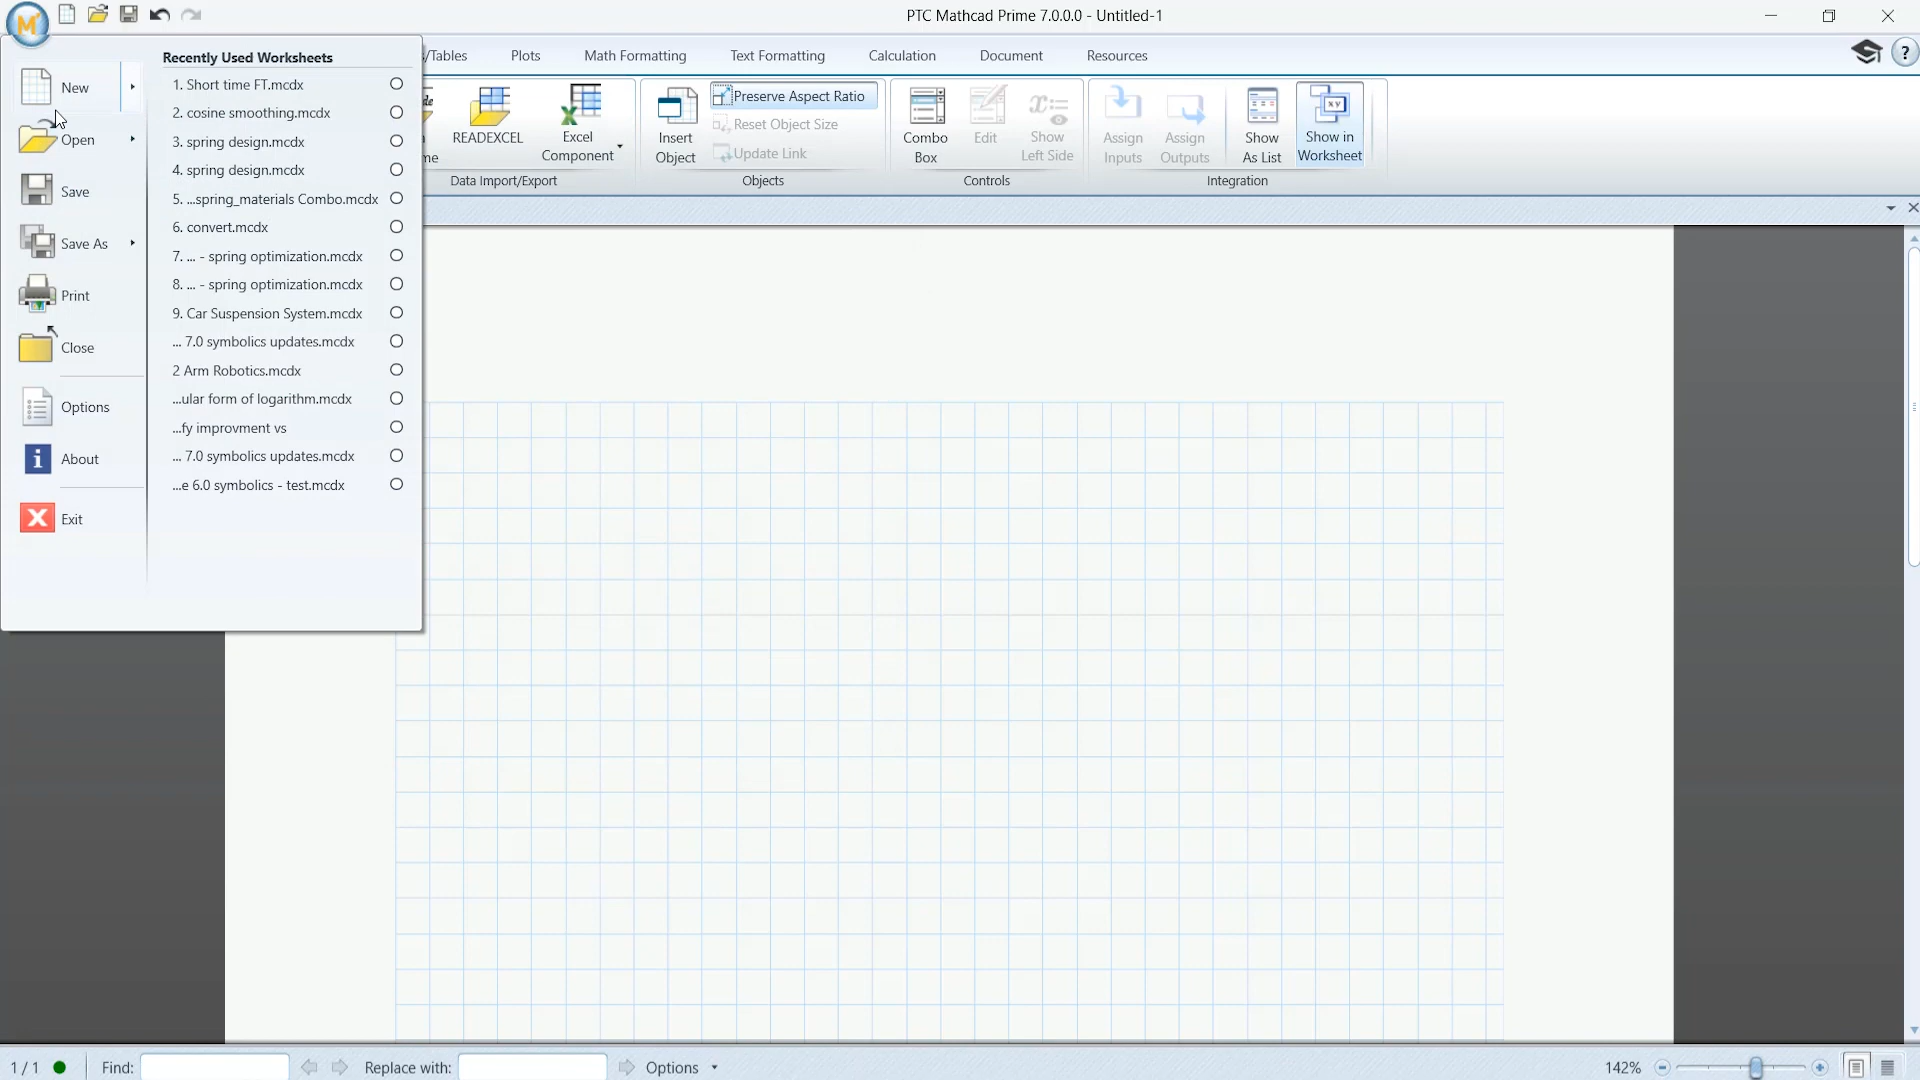 PTC Mathcad Prime 7.0.0.0 - Untitled-1
/Tables
Plots
Math Formatting
Text Formatting
Calculation
Document
Resources
New
Open
Save
Save As
Print
Close
Options
About
Exit
Recently Used Worksheets
1. Short time FT.mcdx
2. cosine smoothing.mcdx
3. spring design.mcdx
4. spring design.mcdx
5. ...spring_materials Combo.mcdx
6. convert.mcdx
7. ... - spring optimization.mcdx
8. ... - spring optimization.mcdx
9. Car Suspension System.mcdx
... 7.0 symbolics updates.mcdx
2 Arm Robotics.mcdx
...ular form of logarithm.mcdx
...fy improvment vs
... 7.0 symbolics updates.mcdx
...e 6.0 symbolics - test.mcdx
READEXCEL
Excel
Component
Data Import/Export
Insert
Object
Preserve Aspect Ratio
Reset Object Size
Update Link
Objects
Combo
Box
Edit
Show
Left Side
Controls
Assign
Inputs
Assign
Outputs
Show
As List
Show in
Worksheet
Integration
1 / 1
Find:
Replace with:
Options
142%